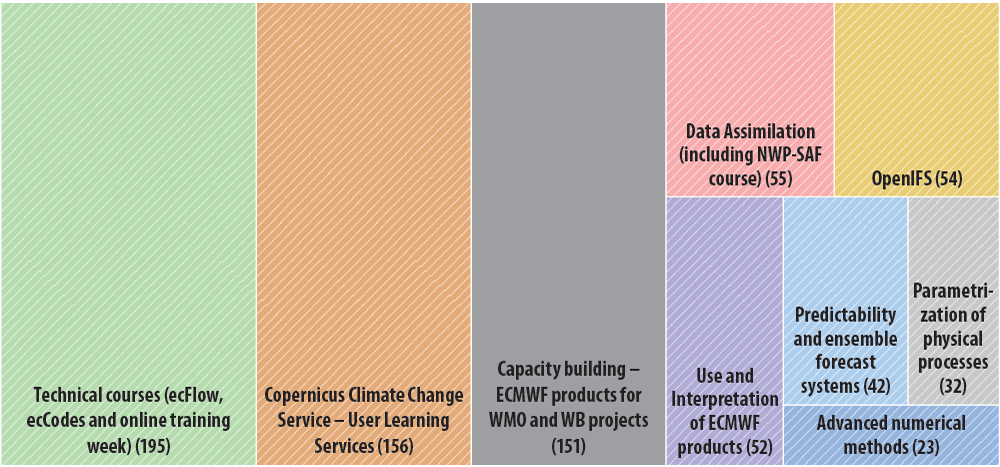 Technical courses (ecFlow,
ecCodes and online training
week) (195)
Copernicus Climate Change
Service – User Learning
Services (156)
Capacity building –
ECMWF products for
WMO and WB projects
(151)
Data Assimilation
(including NWP-SAF
course) (55)
OpenIFS (54)
Use and
Interpretation
of ECMWF
products (52)
Predictability
and ensemble
forecast
systems (42)
Parametri-
zation of
physical
processes
(32)
Advanced numerical
methods (23)